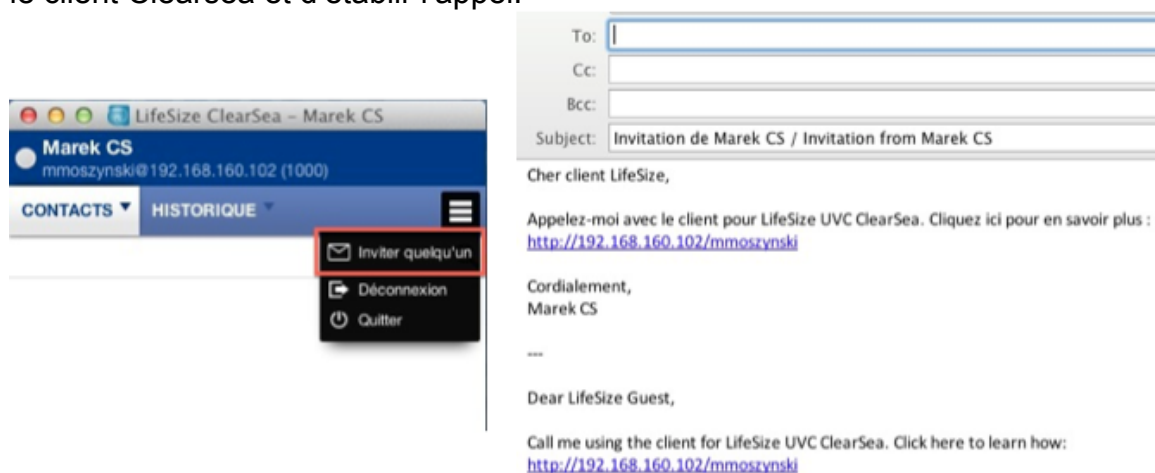 le client Clearsea et d'établir l'appel.
LifeSize ClearSea – Marek CS
Marek CS
mmoszynski@192.168.160.102 (1000)
CONTACTS
HISTORIQUE
Inviter quelqu'un
Déconnexion
Quitter
To:
Cc:
Bcc:
Subject: Invitation de Marek CS / Invitation from Marek CS
Cher client LifeSize,
Appelez-moi avec le client pour LifeSize UVC ClearSea. Cliquez ici pour en savoir plus :
http://192.168.160.102/mmoszynski
Cordialement,
Marek CS
---
Dear LifeSize Guest,
Call me using the client for LifeSize UVC ClearSea. Click here to learn how:
http://192.168.160.102/mmoszynski